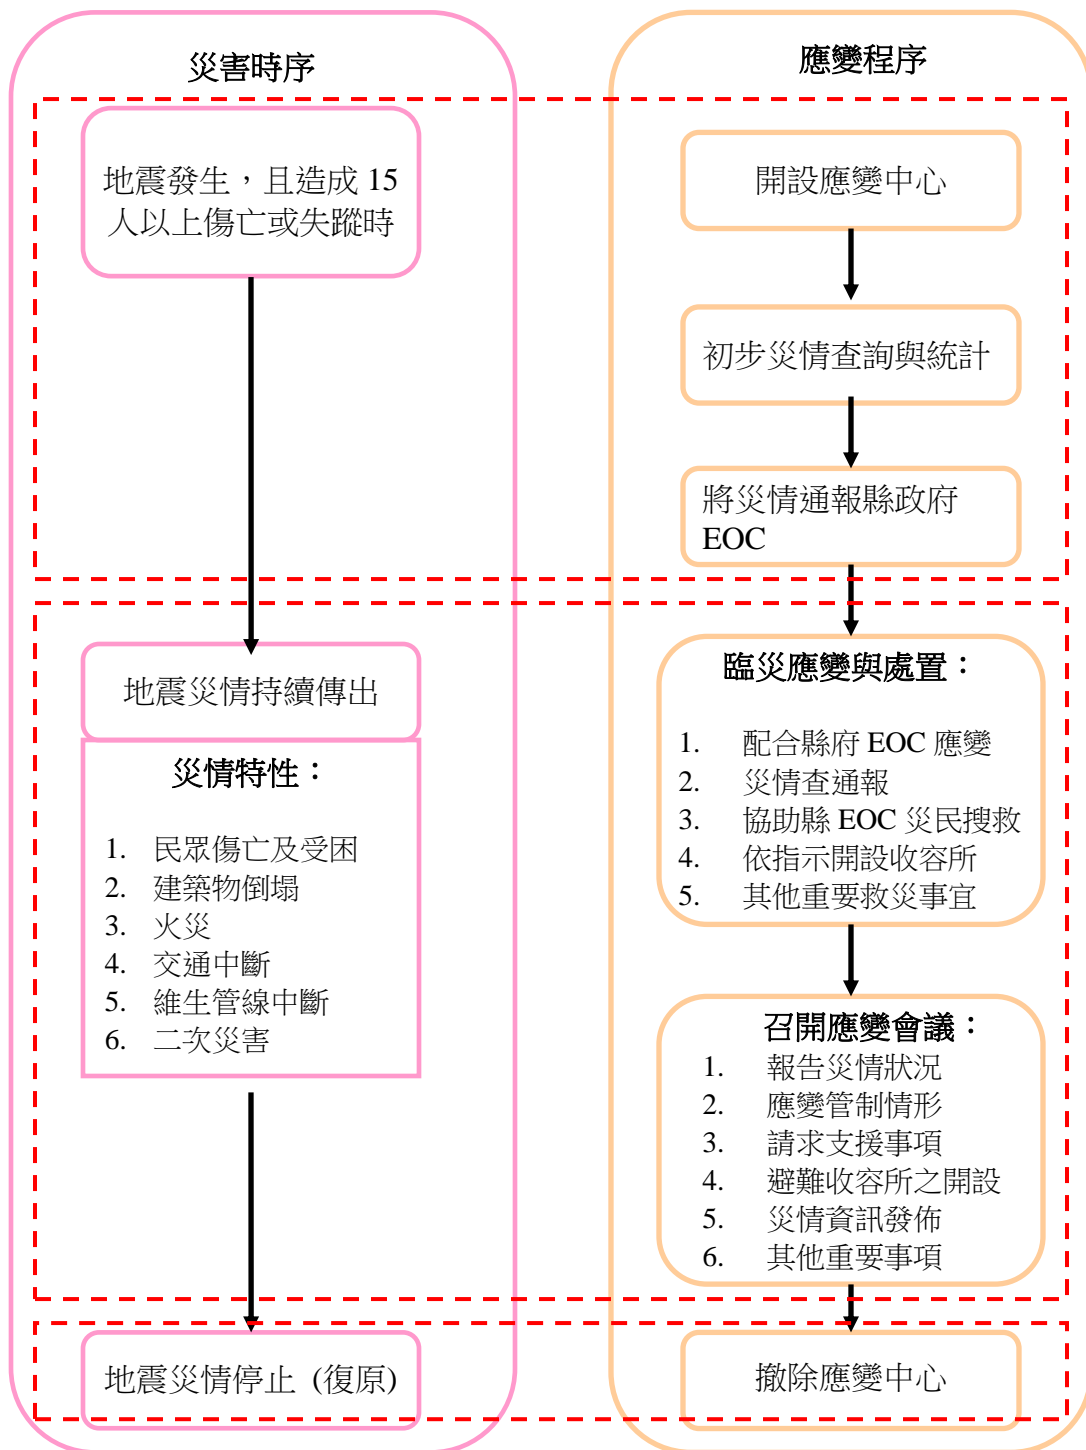 災害時序
地震發生，且造成 15
人以上傷亡或失蹤時
地震災情持續傳出
災情特性：
1. 民眾傷亡及受困
2. 建築物倒塌
3. 火災
4. 交通中斷
5. 維生管線中斷
6. 二次災害
地震災情停止 (復原)
應變程序
開設應變中心
初步災情查詢與統計
將災情通報縣政府
EOC
臨災應變與處置：
1. 配合縣府 EOC 應變
2. 災情查通報
3. 協助縣 EOC 災民搜救
4. 依指示開設收容所
5. 其他重要救災事宜
召開應變會議：
1. 報告災情狀況
2. 應變管制情形
3. 請求支援事項
4. 避難收容所之開設
5. 災情資訊發佈
6. 其他重要事項
撤除應變中心